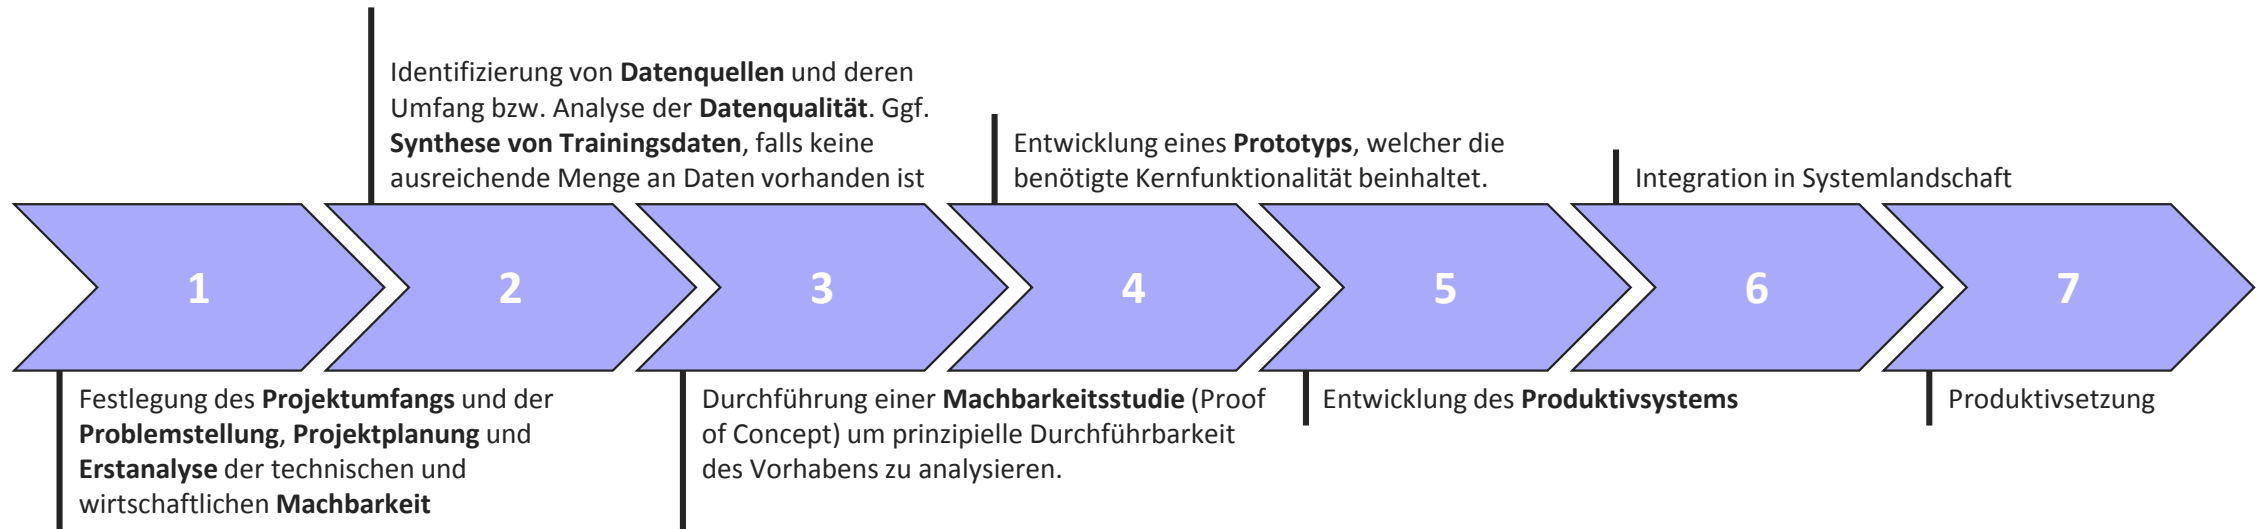 Identifizierung von Datenquellen und deren
Umfang bzw. Analyse der Datenqualität. Ggf.
Synthese von Trainingsdaten, falls keine
ausreichende Menge an Daten vorhanden ist
Entwicklung eines Prototyps, welcher die
benötigte Kernfunktionalität beinhaltet.
Integration in Systemlandschaft
1
2
3
4
5
6
7
Festlegung des Projektumfangs und der
Problemstellung, Projektplanung und
Erstanalyse der technischen und
wirtschaftlichen Machbarkeit
Durchführung einer Machbarkeitsstudie (Proof
of Concept) um prinzipielle Durchführbarkeit
des Vorhabens zu analysieren.
Entwicklung des Produktivsystems
Produktivsetzung